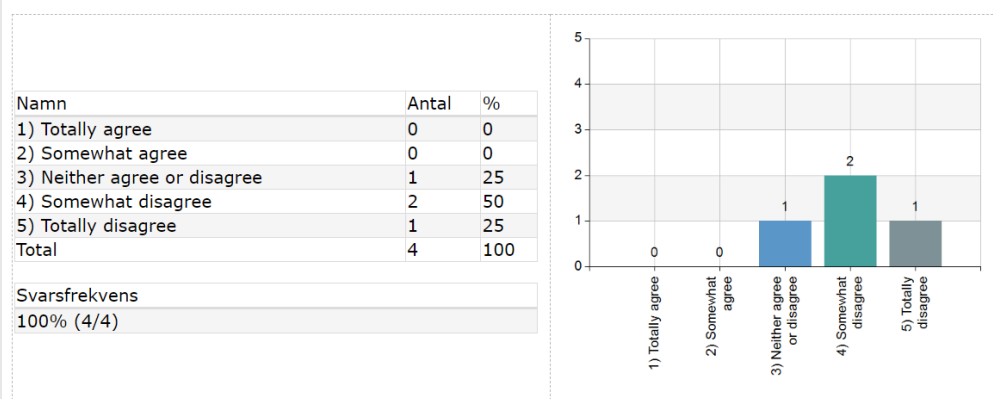 Namn Antal %
1) Totally agree 0 0
2) Somewhat agree 0 0
3) Neither agree or disagree 1 25
4) Somewhat disagree 2 50
5) Totally disagree 1 25
Total 4 100
Svarsfrekvens
100% (4/4)
5
4
3
2
1
0
0
0
1
2
1
1) Totally agree
2) Somewhat
agree
3) Neither agree
or disagree
4) Somewhat
disagree
5) Totally
disagree